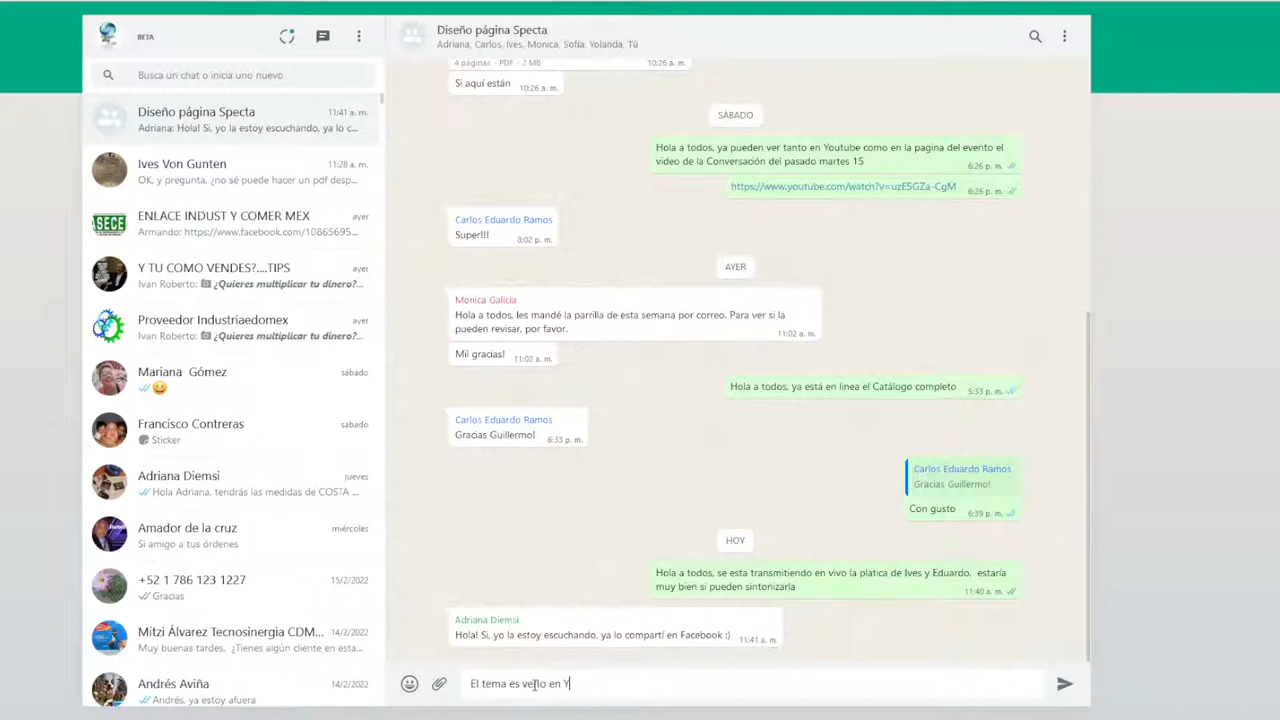 BETA
Busca un chat o inicia uno nuevo
Diseño página Specta
11:41 a. m.
Adriana: Hola! Si, yo la estoy escuchando, ya lo c...
Ives Von Gunten
11:28 a. m.
OK, y pregunta, ¿no sé puede hacer un pdf desp...
ENLACE INDUST Y COMER MEX
ayer
Armando: https://www.facebook.com/10865695...
ASECE
Y TU COMO VENDES?....TIPS
ayer
Ivan Roberto: ¿Quieres multiplicar tu dinero?...
Proveedor Industriaedomex
ayer
Ivan Roberto: ¿Quieres multiplicar tu dinero?...
Mariana Gómez
sábado
Francisco Contreras
sábado
Sticker
Adriana Diemsi
jueves
Hola Adriana, tendrás las medidas de COSTA ...
Amador de la cruz
miércoles
Si amigo a tus órdenes
+52 1 786 123 1227
15/2/2022
Gracias
Mitzi Álvarez Tecnosinergia CDM...
14/2/2022
Muy buenas tardes, ¿Tienes algún cliente en esta...
Andrés Aviña
14/2/2022
Andrés, ya estoy afuera
Diseño página Specta
Adriana, Carlos, Ives, Monica, Sofía, Yolanda, Tú
4 páginas - PDF - 2 MB
10:26 a. m.
Si aquí están
10:26 a. m.
SÁBADO
Hola a todos, ya pueden ver tanto en Youtube como en la pagina del evento el
video de la Conversación del pasado martes 15
6:26 p. m.
https://www.youtube.com/watch?v=uzE5GZa-CgM
6:26 p. m.
Carlos Eduardo Ramos
Super!!!
8:02 p. m.
AYER
Monica Galicia
Hola a todos, les mandé la parrilla de esta semana por correo. Para ver si la
pueden revisar, por favor.
11:02 a. m.
Mil gracias!
11:02 a. m.
Hola a todos, ya está en linea el Catálogo completo
5:33 p. m.
Carlos Eduardo Ramos
Gracias Guillermo!
6:33 p. m.
Carlos Eduardo Ramos
Gracias Guillermo!
Con gusto
6:39 p. m.
HOY
Hola a todos, se esta transmitiendo en vivo la platica de Ives y Eduardo, estaría
muy bien si pueden sintonizarla
11:40 a. m.
Adriana Diemsi
Hola! Si, yo la estoy escuchando, ya lo compartí en Facebook :)
11:41 a. m.
El tema es verlo en Y